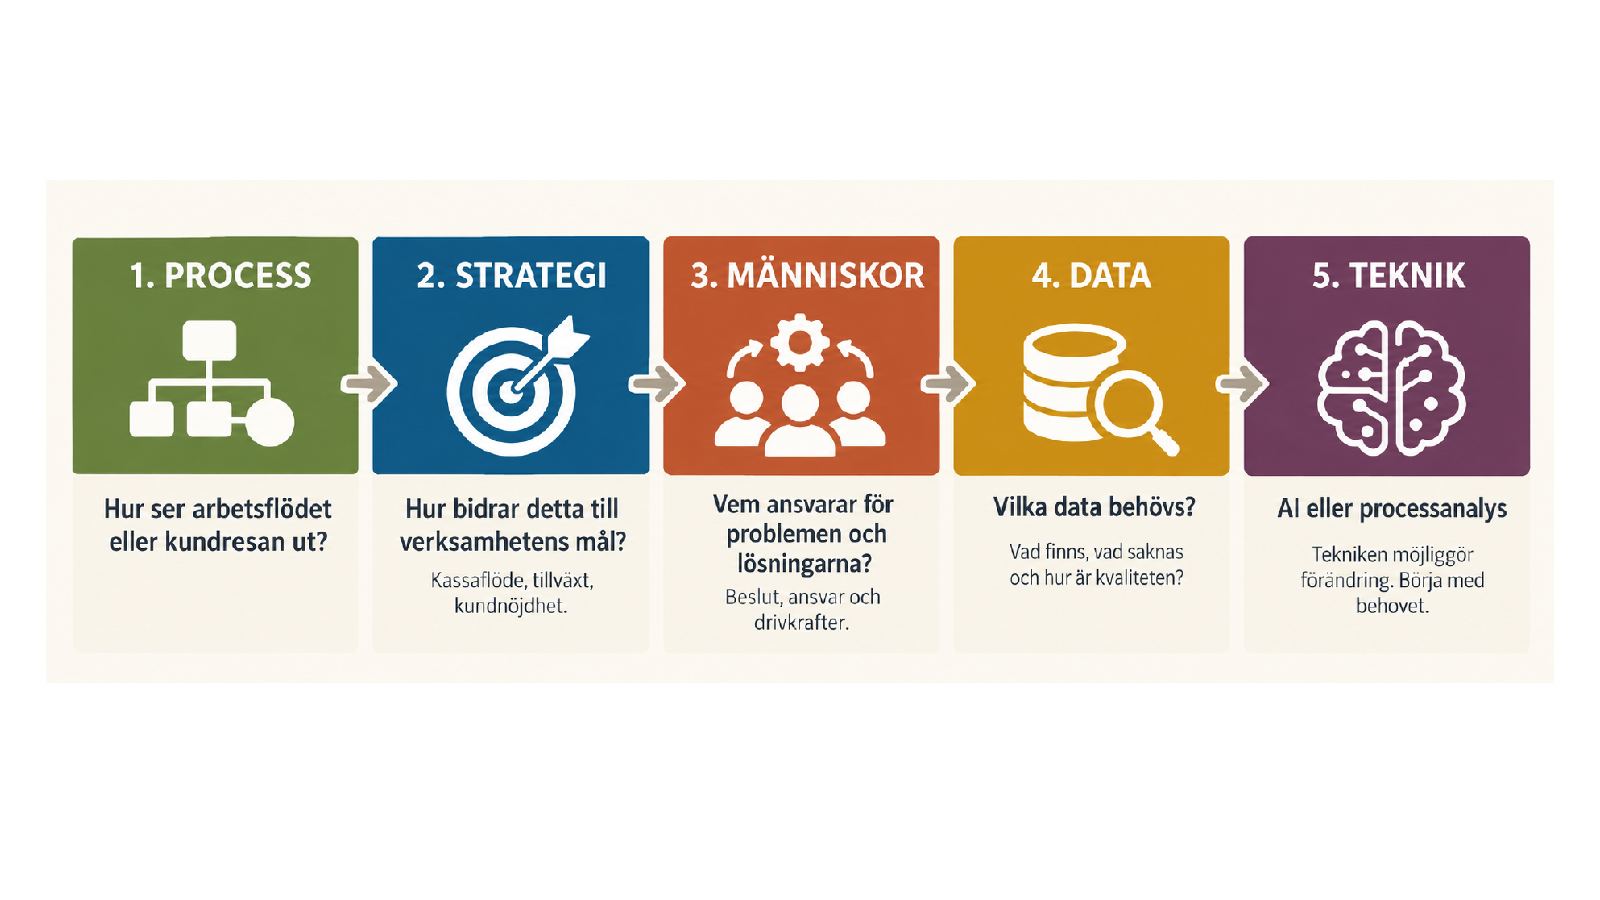 1. PROCESS
Hur ser arbetsflödet
eller kundresan ut?
2. STRATEGI
Hur bidrar detta till
verksamhetens mål?
Kassaflöde, tillväxt,
kundnöjdhet.
3. MÄNNISKOR
Vem ansvarar för
problemen och
lösningarna?
Beslut, ansvar och
drivkrafter.
4. DATA
Vilka data behövs?
Vad finns, vad saknas
och hur är kvaliteten?
5. TEKNIK
AI eller processanalys
Tekniken möjliggör
förändring. Börja med
behovet.